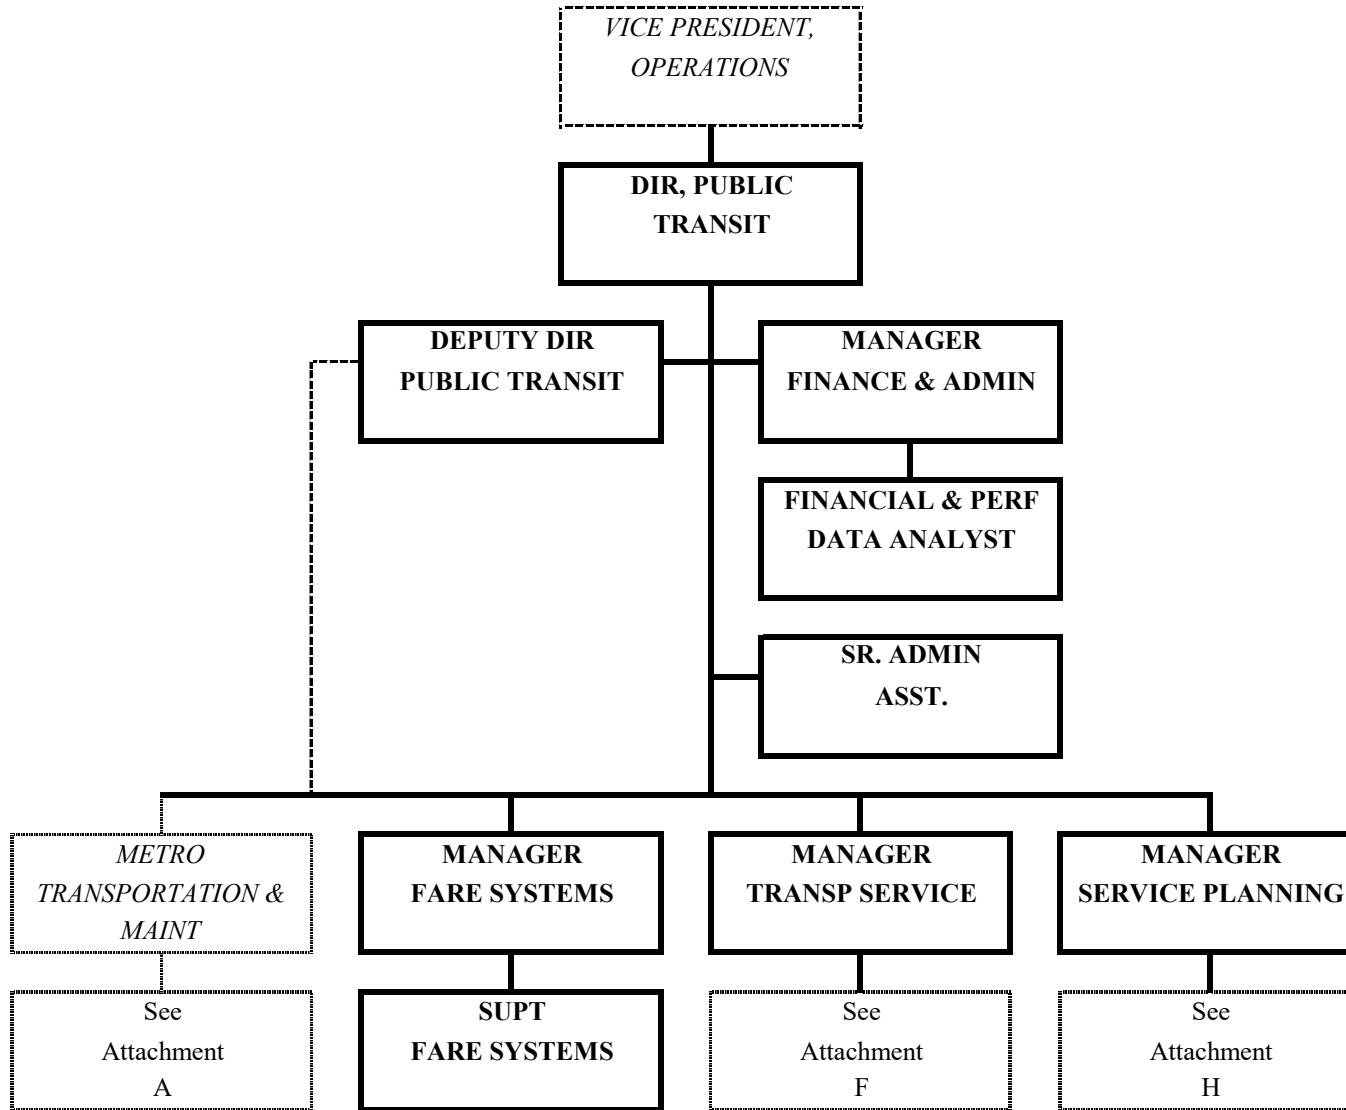 VICE PRESIDENT,
OPERATIONS
DIR, PUBLIC
TRANSIT
DEPUTY DIR
PUBLIC TRANSIT
MANAGER
FINANCE & ADMIN
FINANCIAL & PERF
DATA ANALYST
SR. ADMIN
ASST.
METRO
TRANSPORTATION &
MAINT
MANAGER
FARE SYSTEMS
MANAGER
TRANSP SERVICE
MANAGER
SERVICE PLANNING
See
Attachment
A
SUPT
FARE SYSTEMS
See
Attachment
F
See
Attachment
H